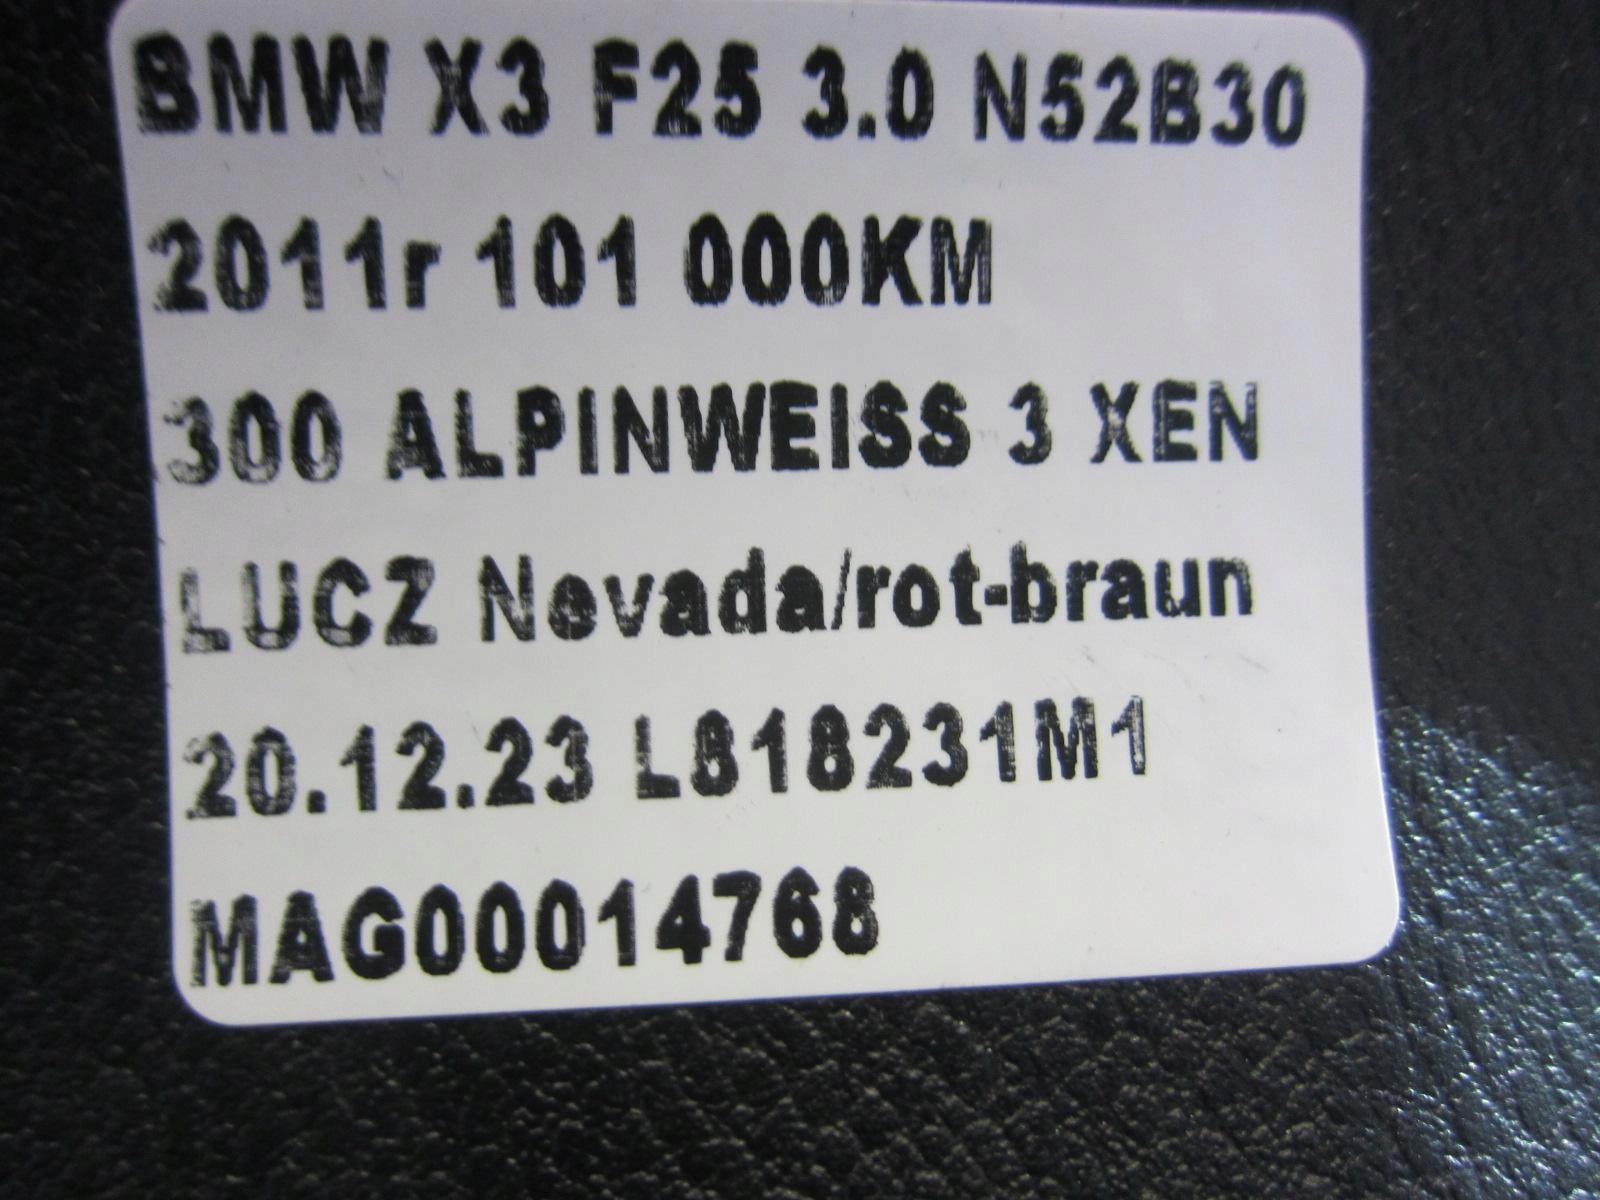 BMW X3 F25 3.0 N52B30
2011r 101 000KM
300 ALPINWEISS 3 XEN
LUCZ Nevada/rot-braun
20.12.23 L818231M1
MAG00014768